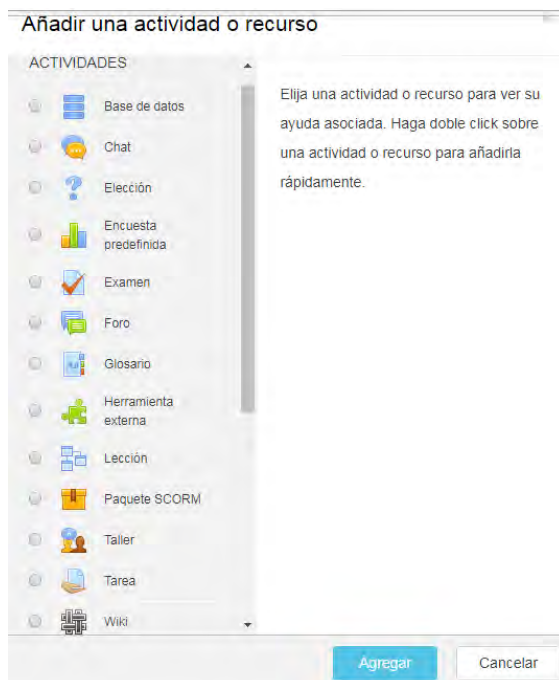 Añadir una actividad o recurso
ACTIVIDADES
Base de datos
Chat
Elección
Encuesta
predefinida
Examen
Foro
Glosario
Herramienta
externa
Lección
Paquete SCORM
Taller
Tarea
Wiki
Elija una actividad o recurso para ver su
ayuda asociada. Haga doble click sobre
una actividad o recurso para añadirla
rápidamente.
Agregar
Cancelar